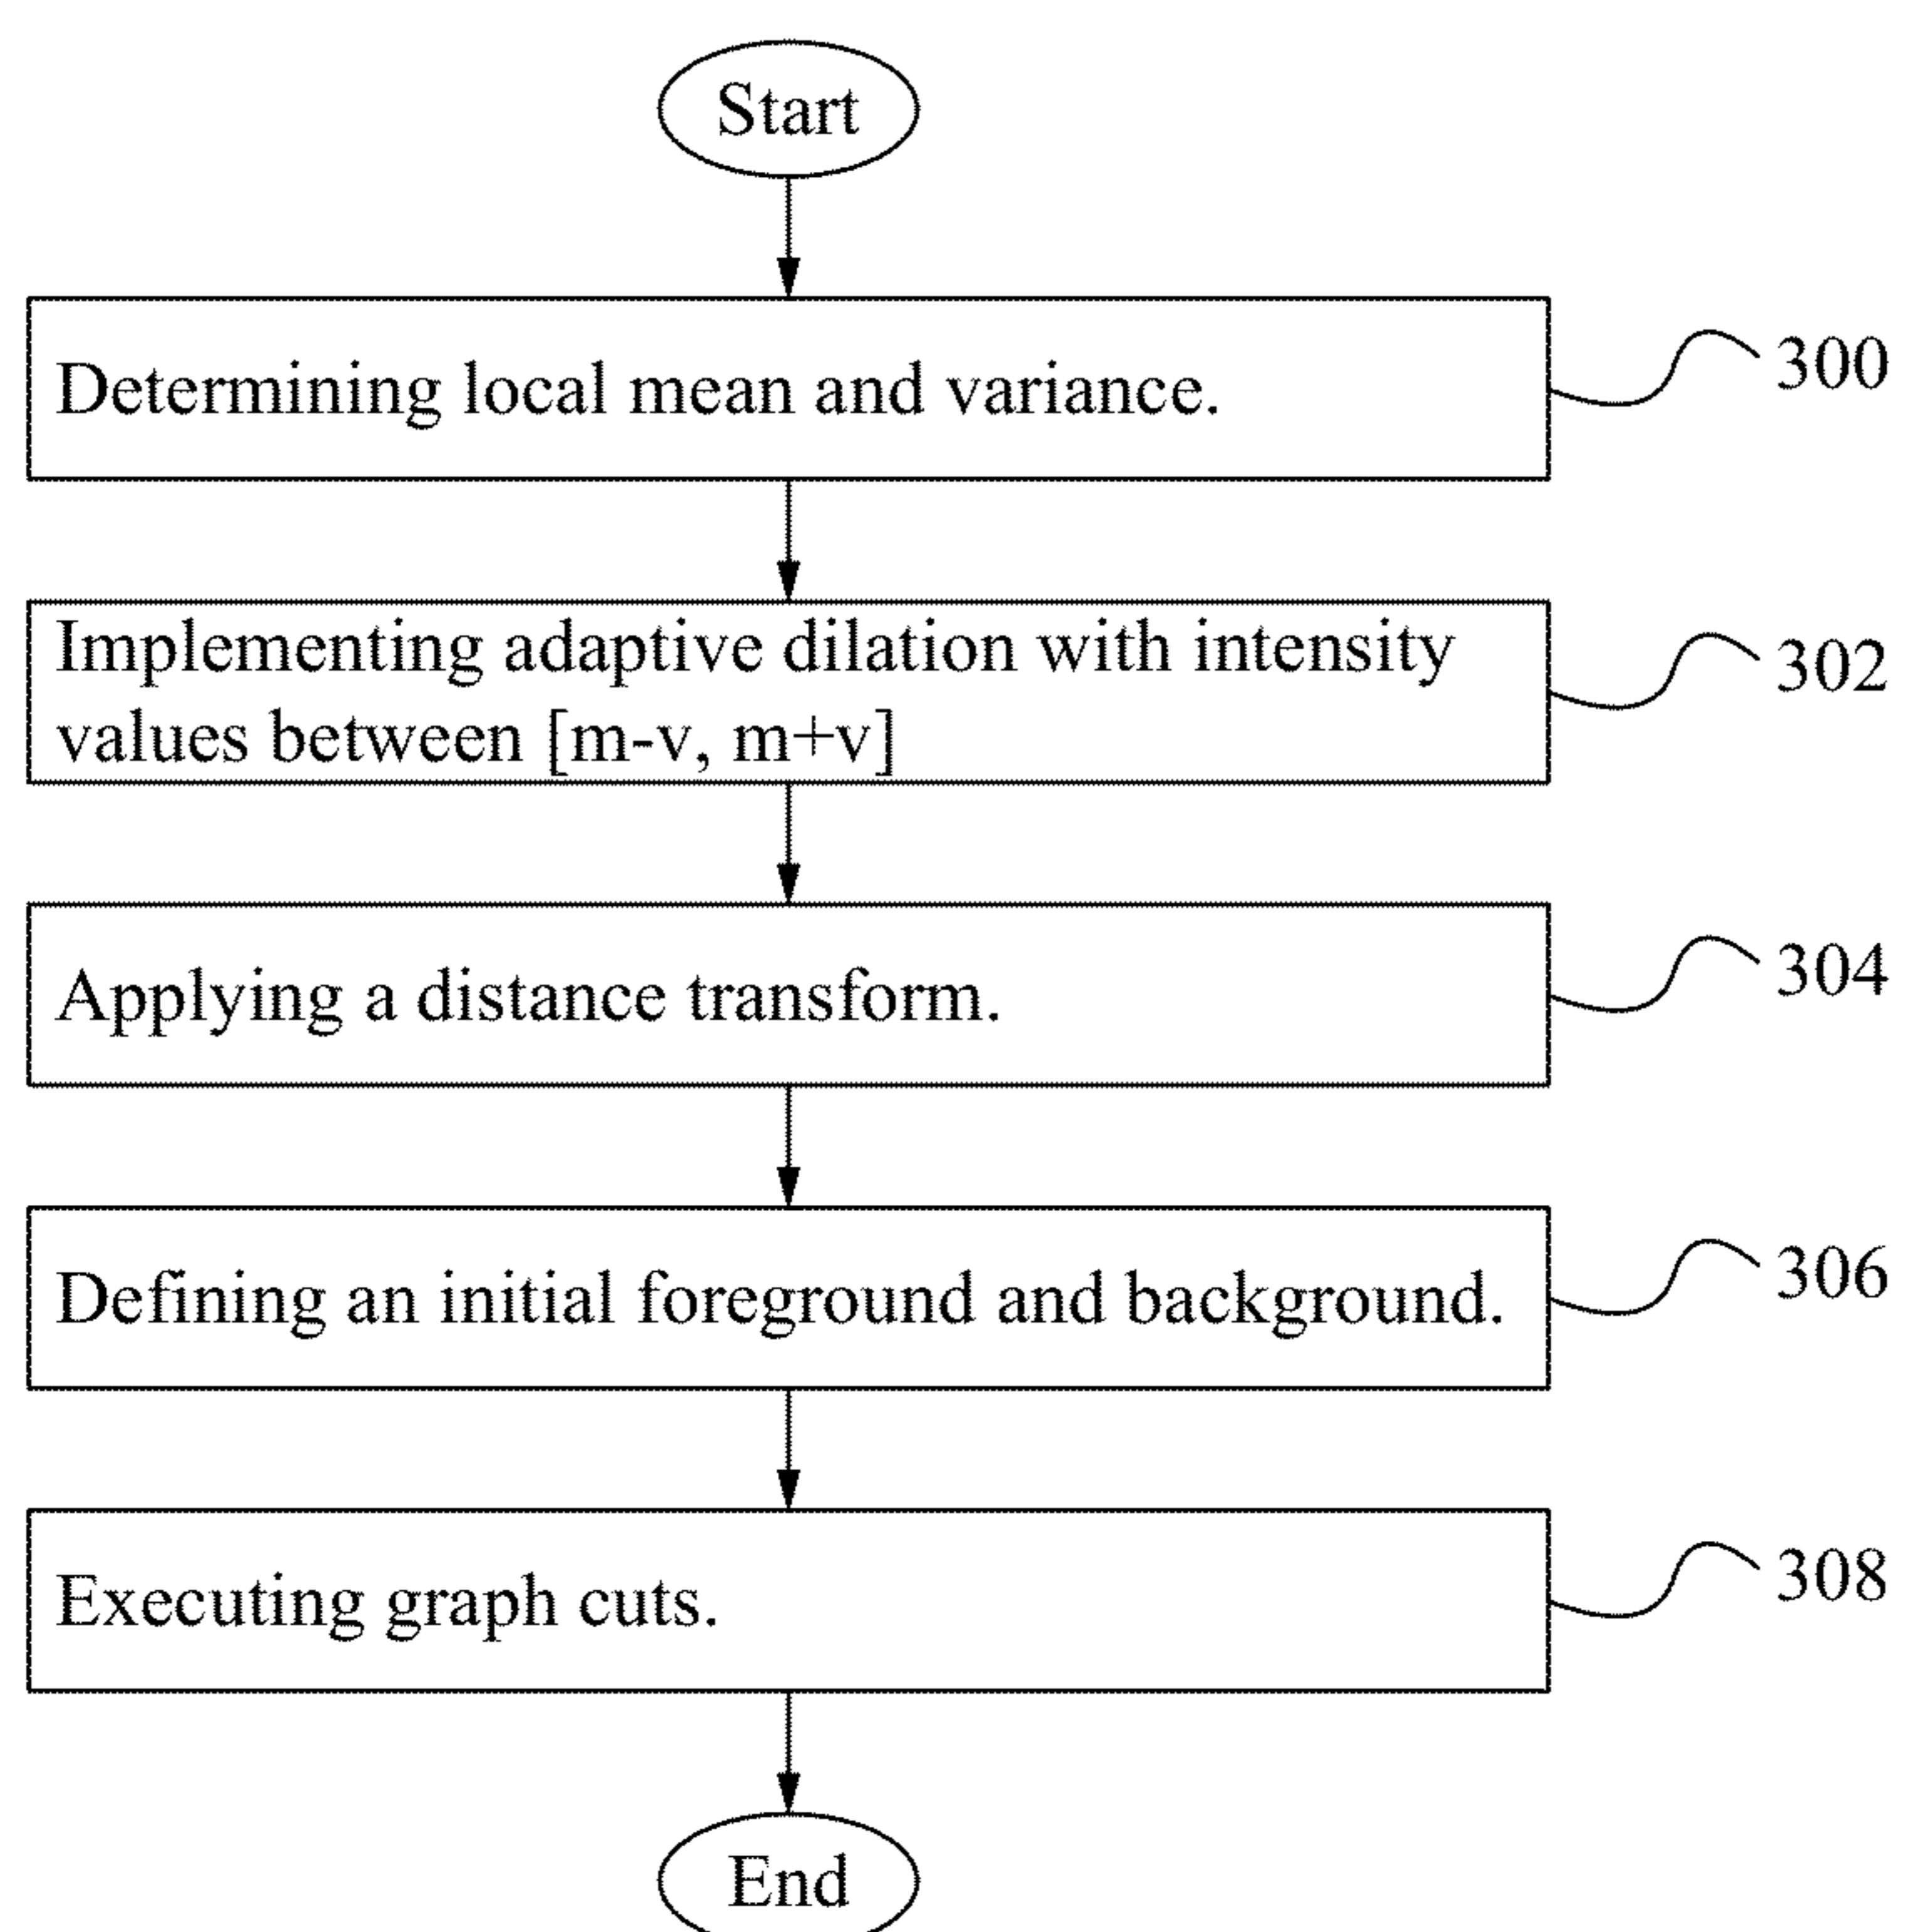 Start
Determining local mean and variance.
300
Implementing adaptive dilation with intensity
values between [m-v, m+v]
302
Applying a distance transform.
304
Defining an initial foreground and background.
306
Executing graph cuts.
308
End